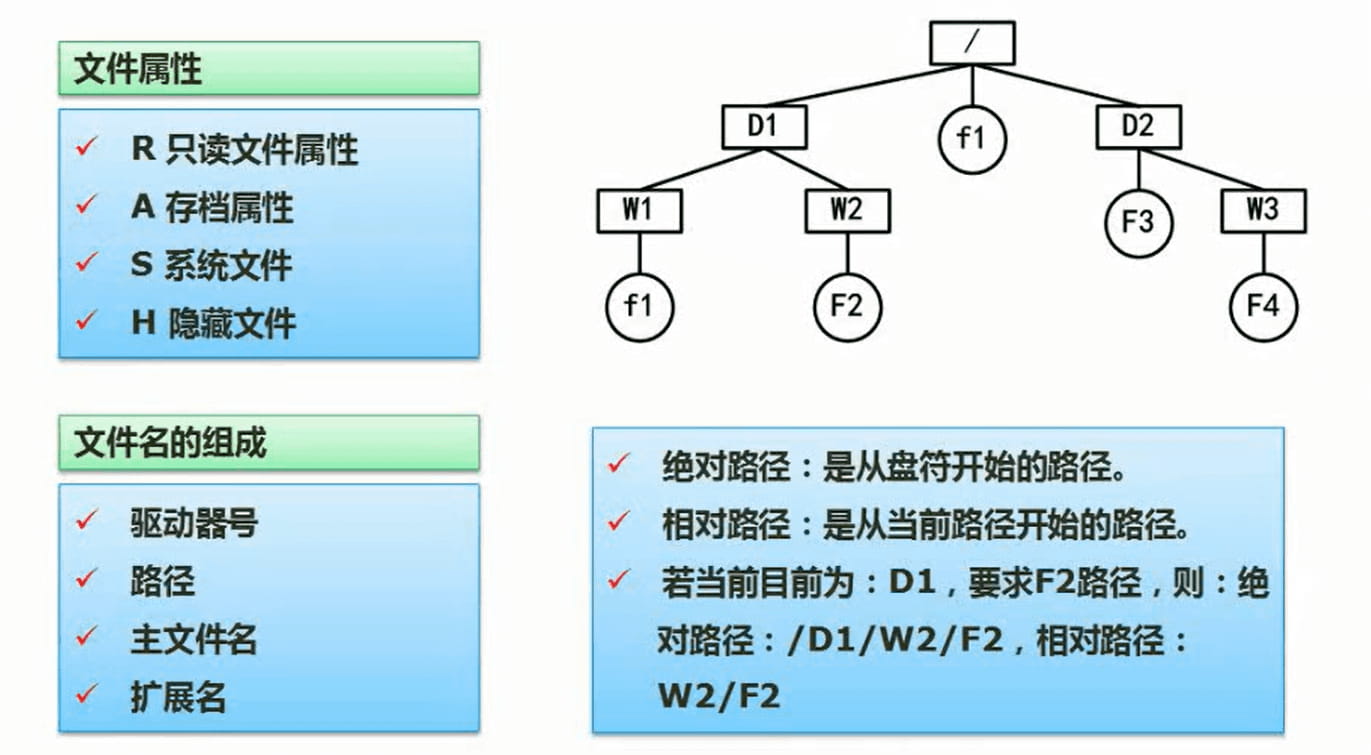 文件属性
R 只读文件属性
A 存档属性
S 系统文件
H 隐藏文件
/
D1
f1
D2
W1
W2
F3
W3
f1
F2
F4
文件名的组成
驱动器号
路径
主文件名
扩展名
绝对路径：是从盘符开始的路径。
相对路径：是从当前路径开始的路径。
若当前目前为：D1，要求F2路径，则：绝
对路径：/D1/W2/F2，相对路径：
W2/F2